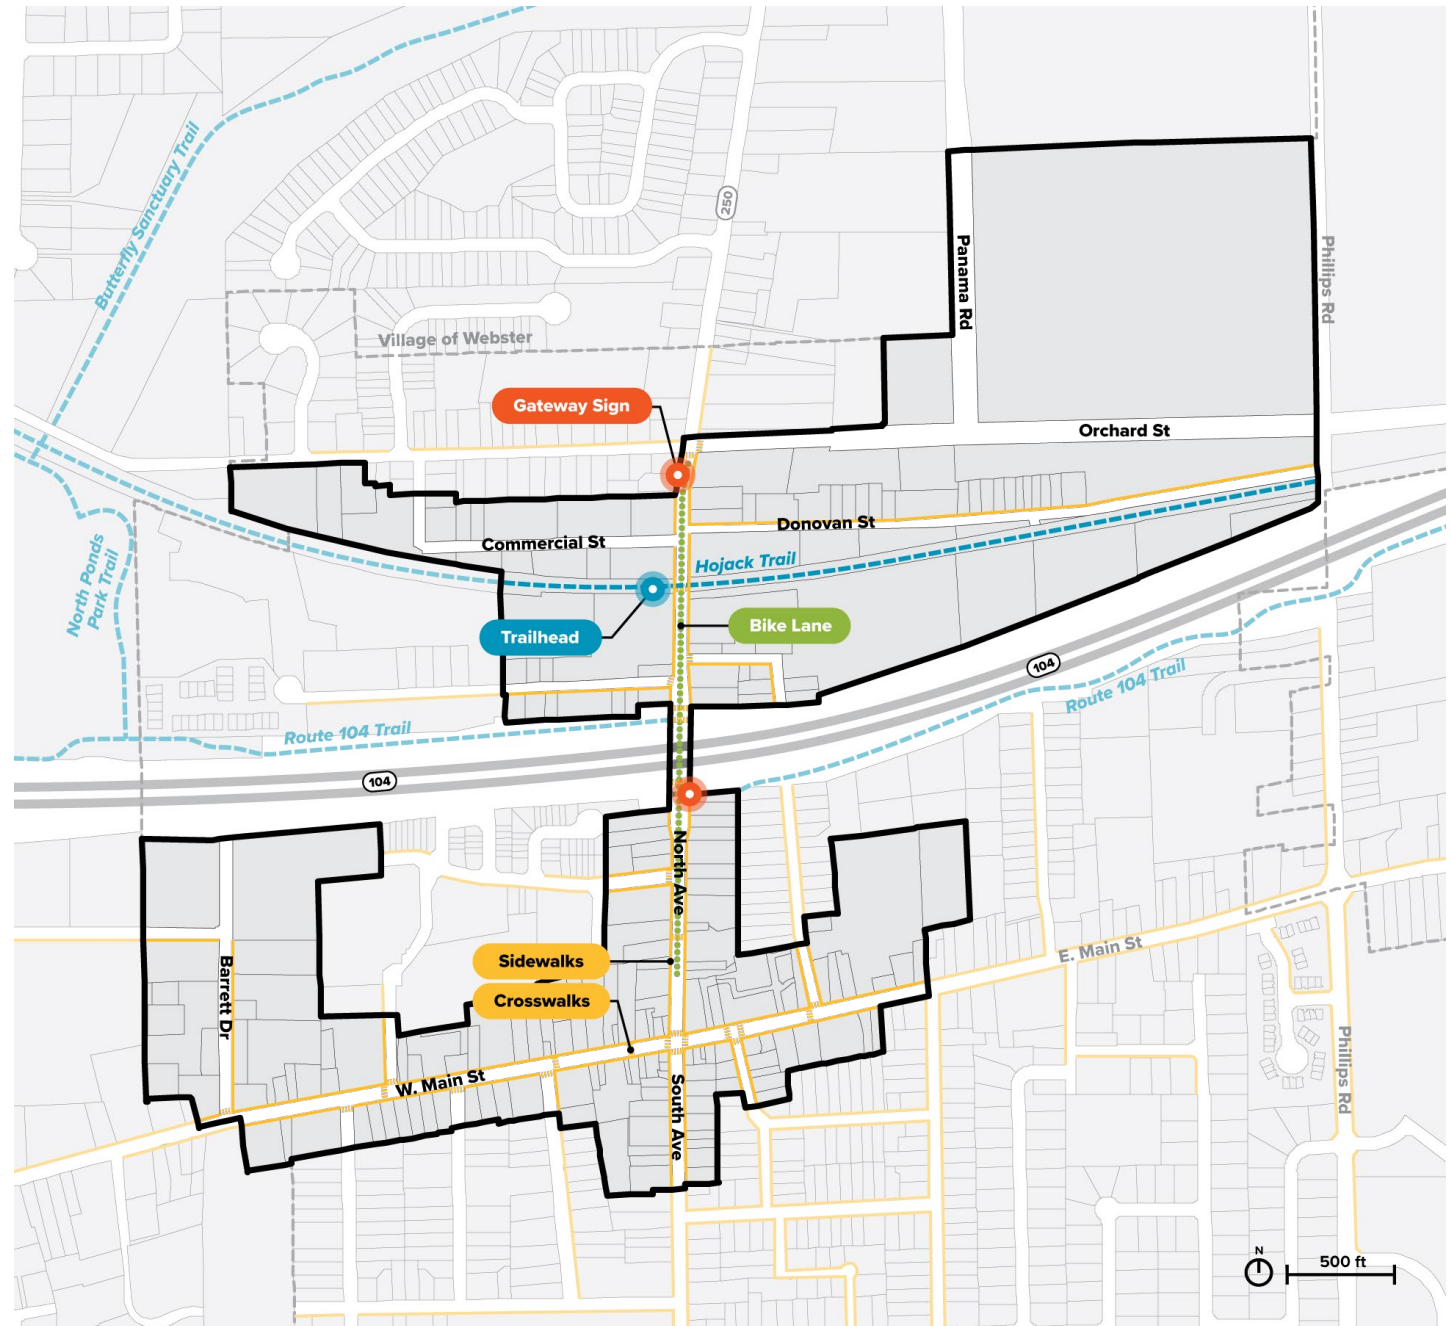 Butterfly Sanctuary Trail
250
Panama Rd
Phillips Rd
Village of Webster
Gateway Sign
Orchard St
Donovan St
Commercial St
Hojack Trail
North Ponds
Park Trail
Trailhead
Bike Lane
104
Route 104 Trail
Route 104 Trail
104
North Ave
Sidewalks
E. Main St
Barrett Dr
Crosswalks
W. Main St
South Ave
Phillips Rd
N
500 ft